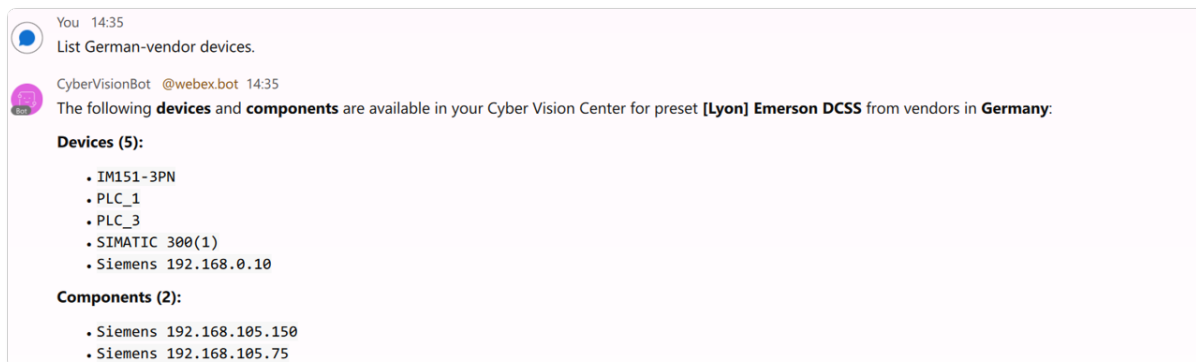 You 14:35
List German-vendor devices.
CyberVisionBot @webex.bot 14:35
Bot
The following devices and components are available in your Cyber Vision Center for preset [Lyon] Emerson DCSS from vendors in Germany:
Devices (5):
• IM151-3PN
• PLC_1
• PLC_3
• SIMATIC 300(1)
• Siemens 192.168.0.10
Components (2):
• Siemens 192.168.105.150
• Siemens 192.168.105.75